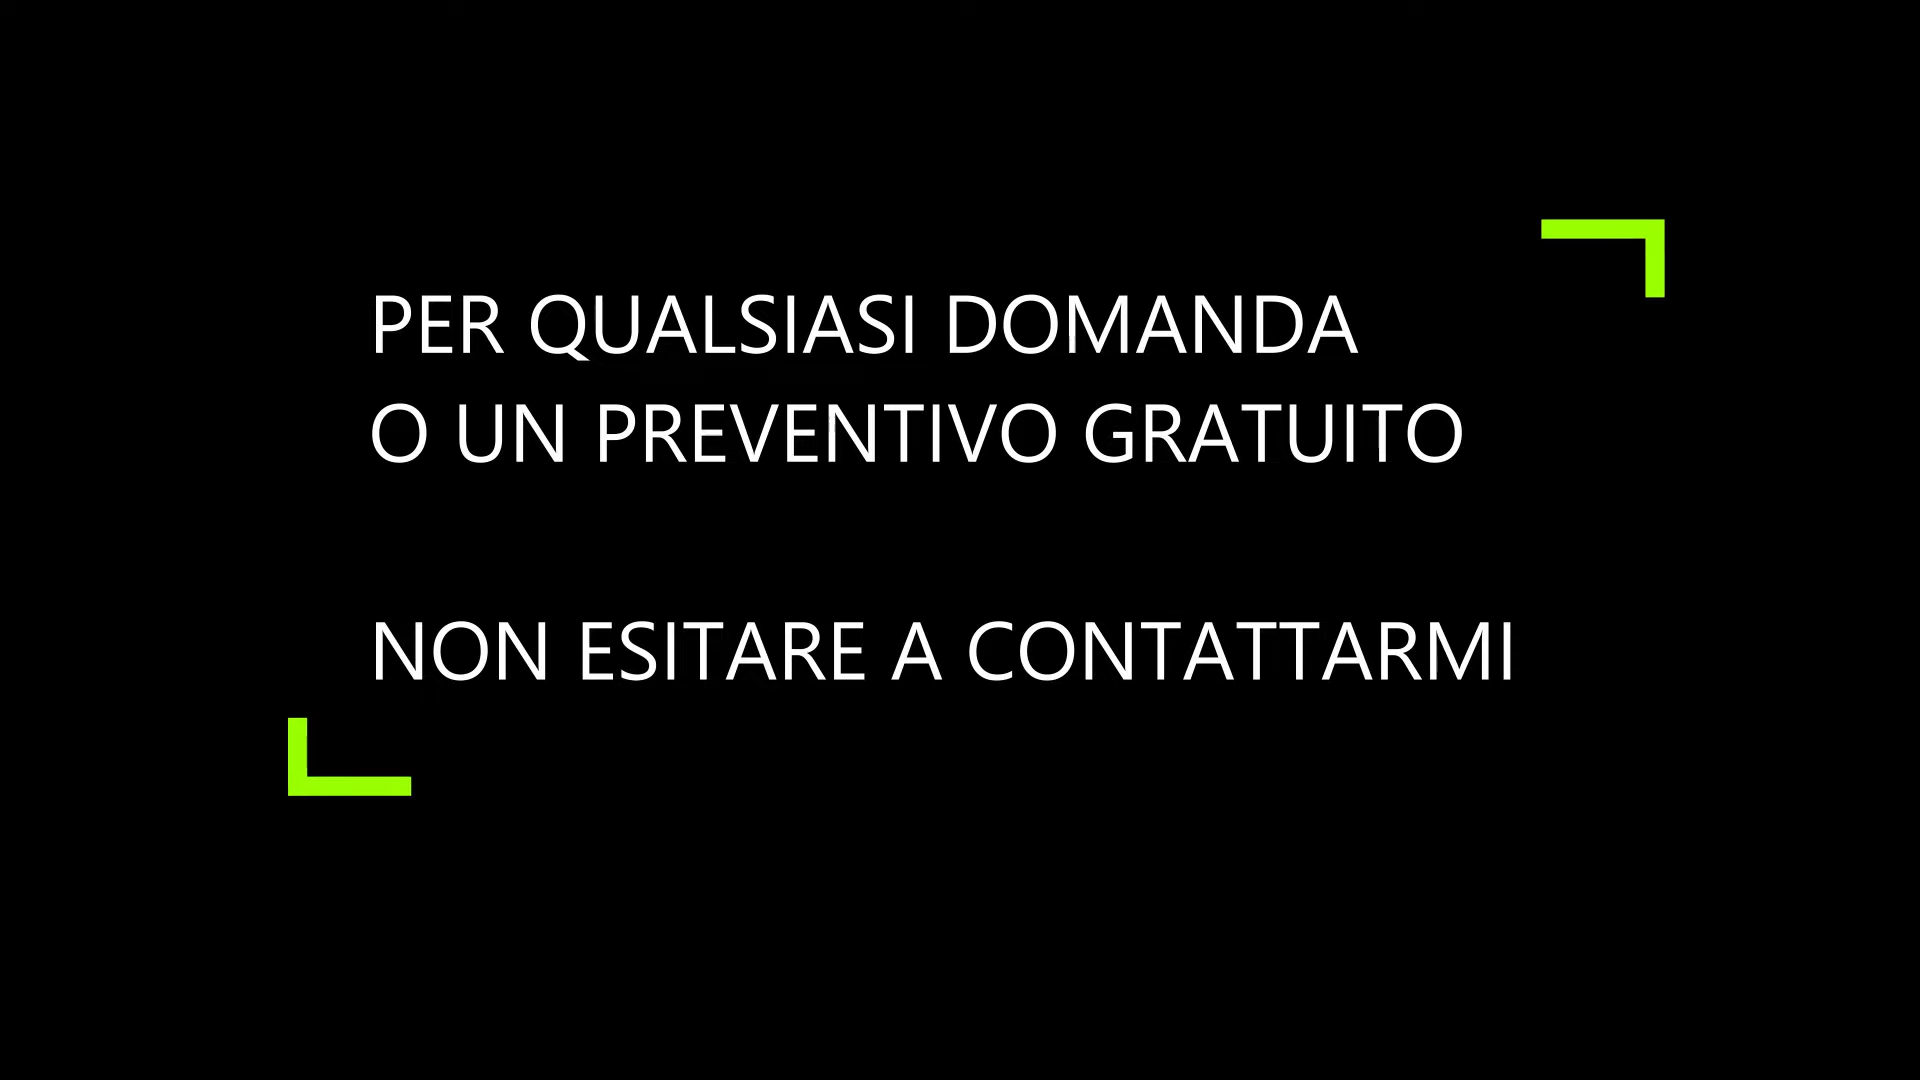 PER QUALSIASI DOMANDA
O UN PREVENTIVO GRATUITO
NON ESITARE A CONTATTARMI